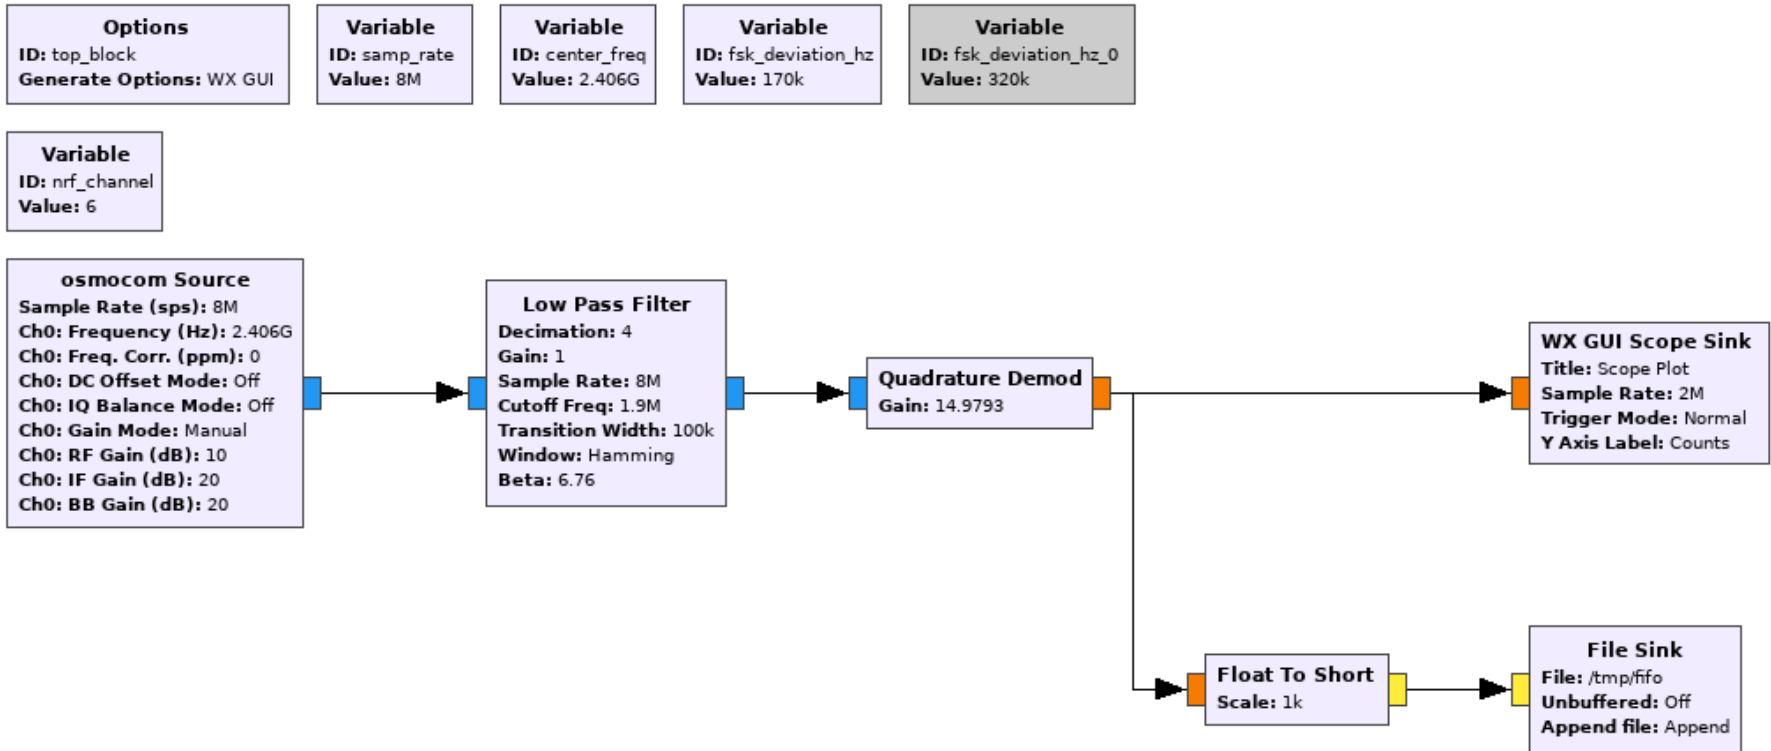 Options
ID: top_block
Generate Options: WX GUI
Variable
ID: samp_rate
Value: 8M
Variable
ID: center_freq
Value: 2.406G
Variable
ID: fsk_deviation_hz
Value: 170k
Variable
ID: fsk_deviation_hz_0
Value: 320k
Variable
ID: nrf_channel
Value: 6
osmocom Source
Sample Rate (sps): 8M
Ch0: Frequency (Hz): 2.406G
Ch0: Freq. Corr. (ppm): 0
Ch0: DC Offset Mode: Off
Ch0: IQ Balance Mode: Off
Ch0: Gain Mode: Manual
Ch0: RF Gain (dB): 10
Ch0: IF Gain (dB): 20
Ch0: BB Gain (dB): 20
Low Pass Filter
Decimation: 4
Gain: 1
Sample Rate: 8M
Cutoff Freq: 1.9M
Transition Width: 100k
Window: Hamming
Beta: 6.76
Quadrature Demod
Gain: 14.9793
WX GUI Scope Sink
Title: Scope Plot
Sample Rate: 2M
Trigger Mode: Normal
Y Axis Label: Counts
Float To Short
Scale: 1k
File Sink
File: /tmp/fifo
Unbuffered: Off
Append file: Append